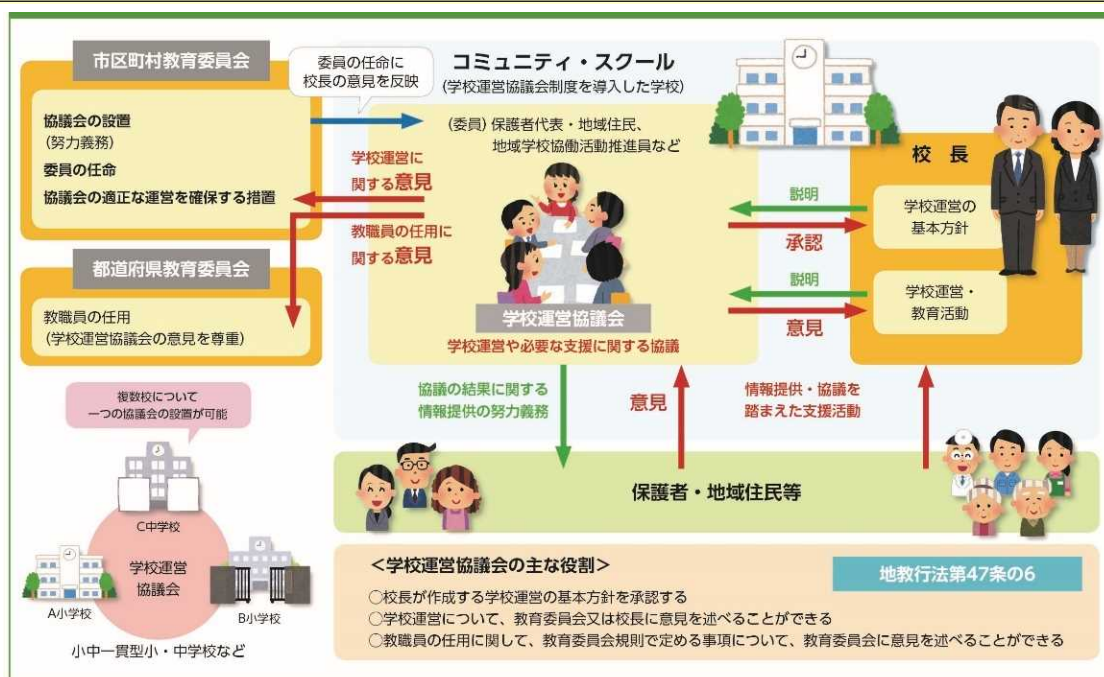 市区町村教育委員会
協議会の設置
(努力義務)
委員の任命
協議会の適正な運営を確保する措置
委員の任命に
校長の意見を反映
コミュニティ・スクール
(学校運営協議会制度を導入した学校)
(委員) 保護者代表・地域住民、
地域学校協働活動推進員など
学校運営に
関する意見
教職員の任用に
関する意見
都道府県教育委員会
教職員の任用
(学校運営協議会の意見を尊重)
学校運営協議会
学校運営や必要な支援に関する協議
校長
説明
承認
学校運営の
基本方針
説明
意見
学校運営・
教育活動
協議の結果に関する
情報提供の努力義務
意見
情報提供・協議を
踏まえた支援活動
保護者・地域住民等
複数校について
一つの協議会の設置が可能
C中学校
学校運営
協議会
A小学校
B小学校
小中一貫型小・中学校など
<学校運営協議会の主な役割>
地教行法第47条の6
○校長が作成する学校運営の基本方針を承認する
○学校運営について、教育委員会又は校長に意見を述べることができる
○教職員の任用に関して、教育委員会規則で定める事項について、教育委員会に意見を述べることができる